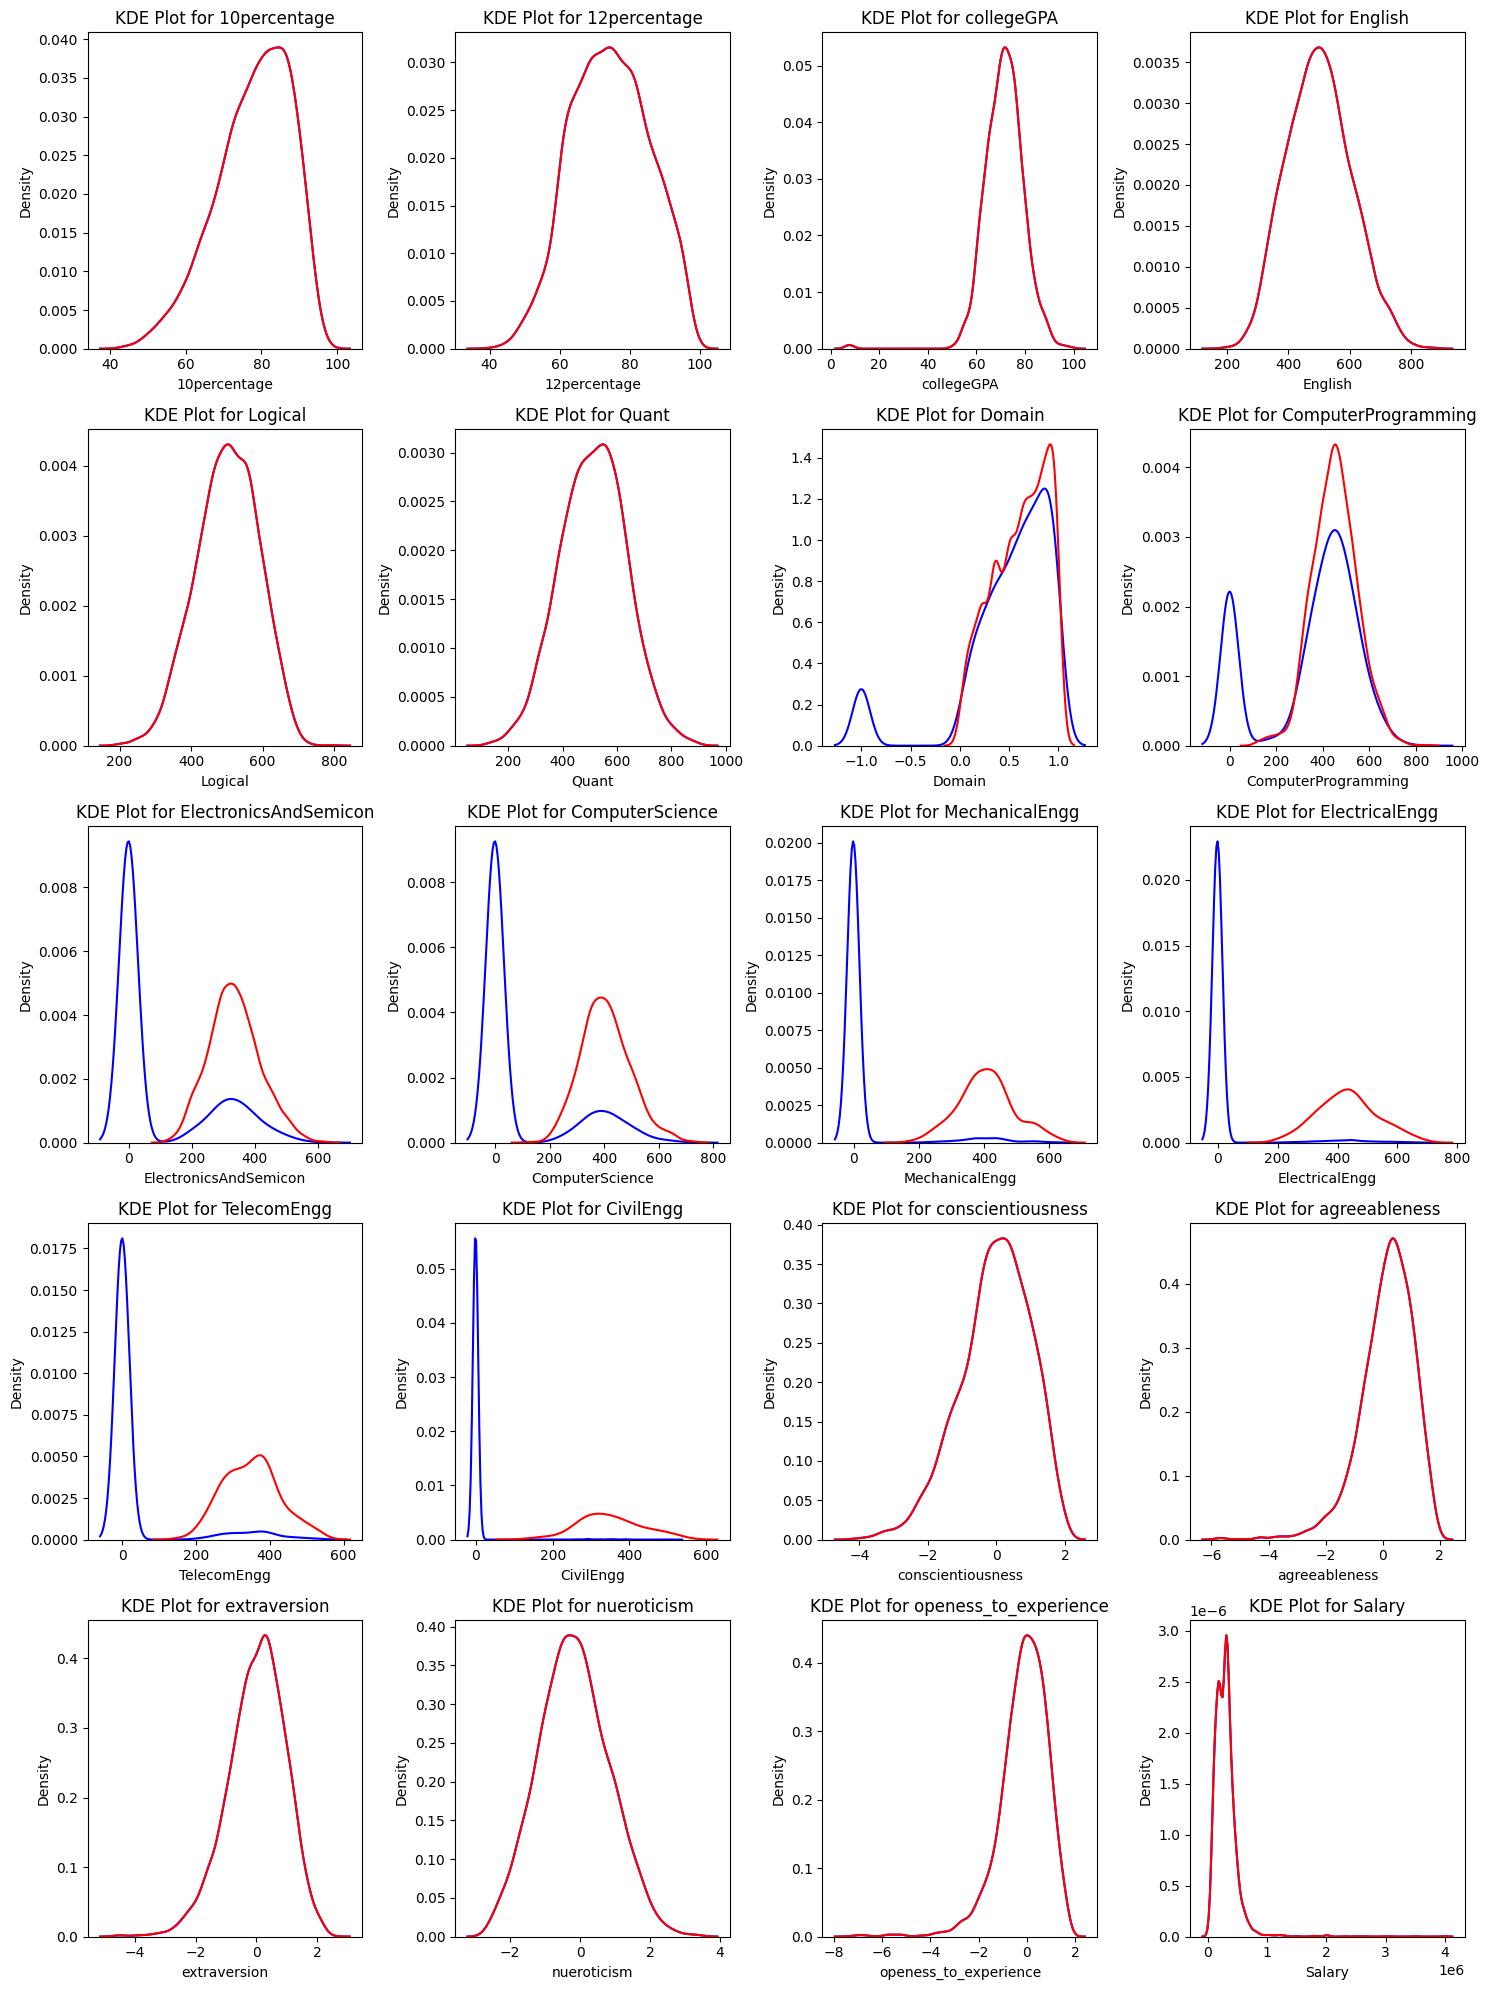 KDE Plot for 10percentage
0.040
0.035
0.030
0.025
0.020
0.015
0.010
0.005
0.000
Density
40 60 80 100
10percentage
KDE Plot for 12percentage
0.030
0.025
0.020
0.015
0.010
0.005
0.000
Density
40 60 80 100
12percentage
KDE Plot for collegeGPA
0.05
0.04
0.03
0.02
0.01
0.00
Density
0 20 40 60 80 100
collegeGPA
KDE Plot for English
0.0035
0.0030
0.0025
0.0020
0.0015
0.0010
0.0005
0.0000
Density
200 400 600 800
English
KDE Plot for Logical
0.004
0.003
0.002
0.001
0.000
Density
200 400 600 800
Logical
KDE Plot for Quant
0.0030
0.0025
0.0020
0.0015
0.0010
0.0005
0.0000
Density
200 400 600 800 1000
Quant
KDE Plot for Domain
1.4
1.2
1.0
0.8
0.6
0.4
0.2
0.0
Density
−1.0 −0.5 0.0 0.5 1.0
Domain
KDE Plot for ComputerProgramming
0.004
0.003
0.002
0.001
0.000
Density
0 200 400 600 800 1000
ComputerProgramming
KDE Plot for ElectronicsAndSemicon
0.008
0.006
0.004
0.002
0.000
Density
0 200 400 600
ElectronicsAndSemicon
KDE Plot for ComputerScience
0.008
0.006
0.004
0.002
0.000
Density
0 200 400 600 800
ComputerScience
KDE Plot for MechanicalEngg
0.0200
0.0175
0.0150
0.0125
0.0100
0.0075
0.0050
0.0025
0.0000
Density
0 200 400 600
MechanicalEngg
KDE Plot for ElectricalEngg
0.020
0.015
0.010
0.005
0.000
Density
0 200 400 600 800
ElectricalEngg
KDE Plot for TelecomEngg
0.0175
0.0150
0.0125
0.0100
0.0075
0.0050
0.0025
0.0000
Density
0 200 400 600
TelecomEngg
KDE Plot for CivilEngg
0.05
0.04
0.03
0.02
0.01
0.00
Density
0 200 400 600
CivilEngg
KDE Plot for conscientiousness
0.40
0.35
0.30
0.25
0.20
0.15
0.10
0.05
0.00
Density
−4 −2 0 2
conscientiousness
KDE Plot for agreeableness
0.4
0.3
0.2
0.1
0.0
Density
−6 −4 −2 0 2
agreeableness
KDE Plot for extraversion
0.4
0.3
0.2
0.1
0.0
Density
−4 −2 0 2
extraversion
KDE Plot for nueroticism
0.40
0.35
0.30
0.25
0.20
0.15
0.10
0.05
0.00
Density
−2 0 2 4
nueroticism
KDE Plot for openess_to_experience
0.4
0.3
0.2
0.1
0.0
Density
−8 −6 −4 −2 0 2
openess_to_experience
KDE Plot for Salary
1e−6
3.0
2.5
2.0
1.5
1.0
0.5
0.0
Density
0 1 2 3 4
1e6
Salary